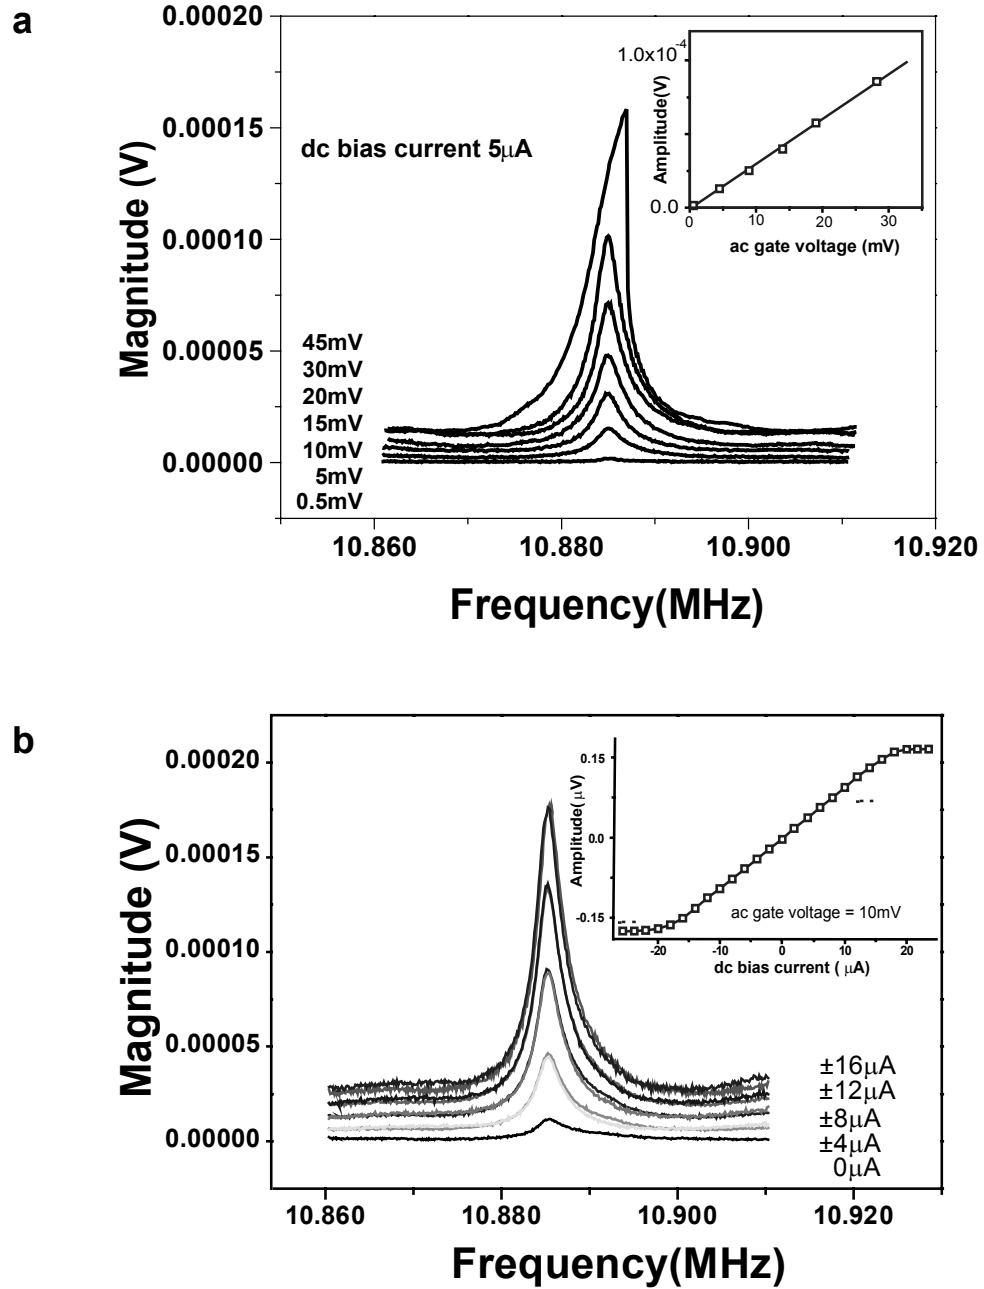 a
0.00020
0.00015
0.00010
0.00005
0.00000
Magnitude (V)
dc bias current 5μA
45mV
30mV
20mV
15mV
10mV
5mV
0.5mV
10.860 10.880 10.900 10.920
Frequency(MHz)
1.0x10-4
0.0
Amplitude(V)
0 10 20 30
ac gate voltage (mV)
b
0.00020
0.00015
0.00010
0.00005
0.00000
Magnitude (V)
0.15
0.0
-0.15
Amplitude( μV)
ac gate voltage = 10mV
-20 -10 0 10 20
dc bias current ( μA)
±16μA
±12μA
±8μA
±4μA
0μA
10.860 10.880 10.900 10.920
Frequency(MHz)